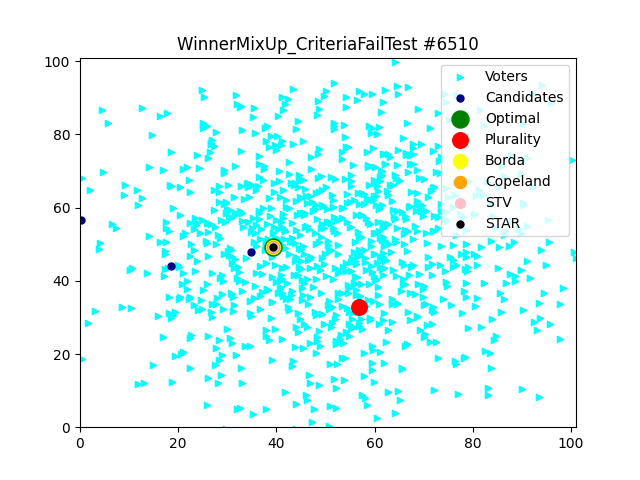 WinnerMixUp_CriteriaFailTest #6510
Voters
Candidates
Optimal
Plurality
Borda
Copeland
STV
STAR
100
80
60
40
20
0
0 20 40 60 80 100